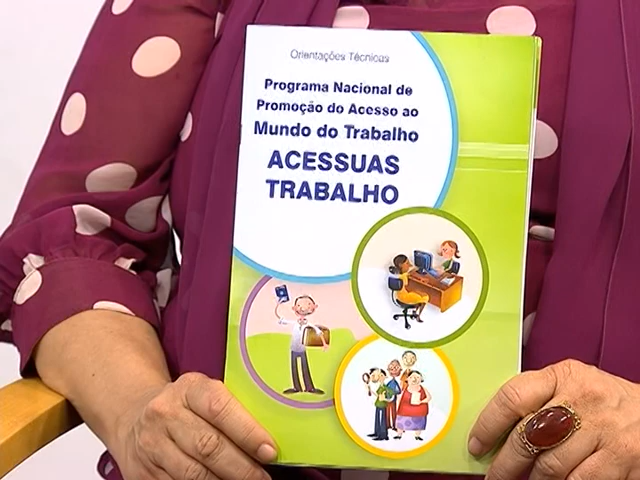 Orientações Técnicas
Programa Nacional de
Promoção do Acesso ao
Mundo do Trabalho
ACESSUAS
TRABALHO